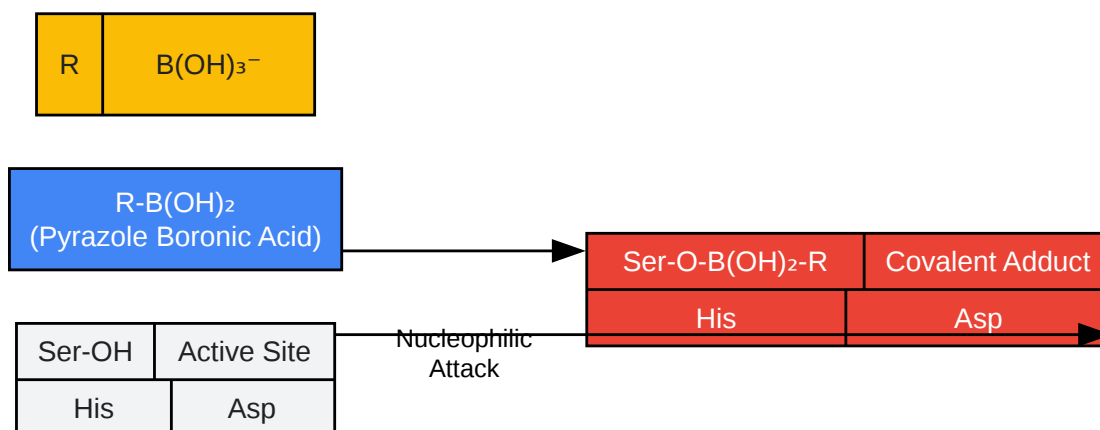 R
B(OH)₃⁻
R-B(OH)₂
(Pyrazole Boronic Acid)
Ser-O-B(OH)₂-R
Covalent Adduct
His
Asp
Nucleophilic
Attack
Ser-OH
Active Site
His
Asp